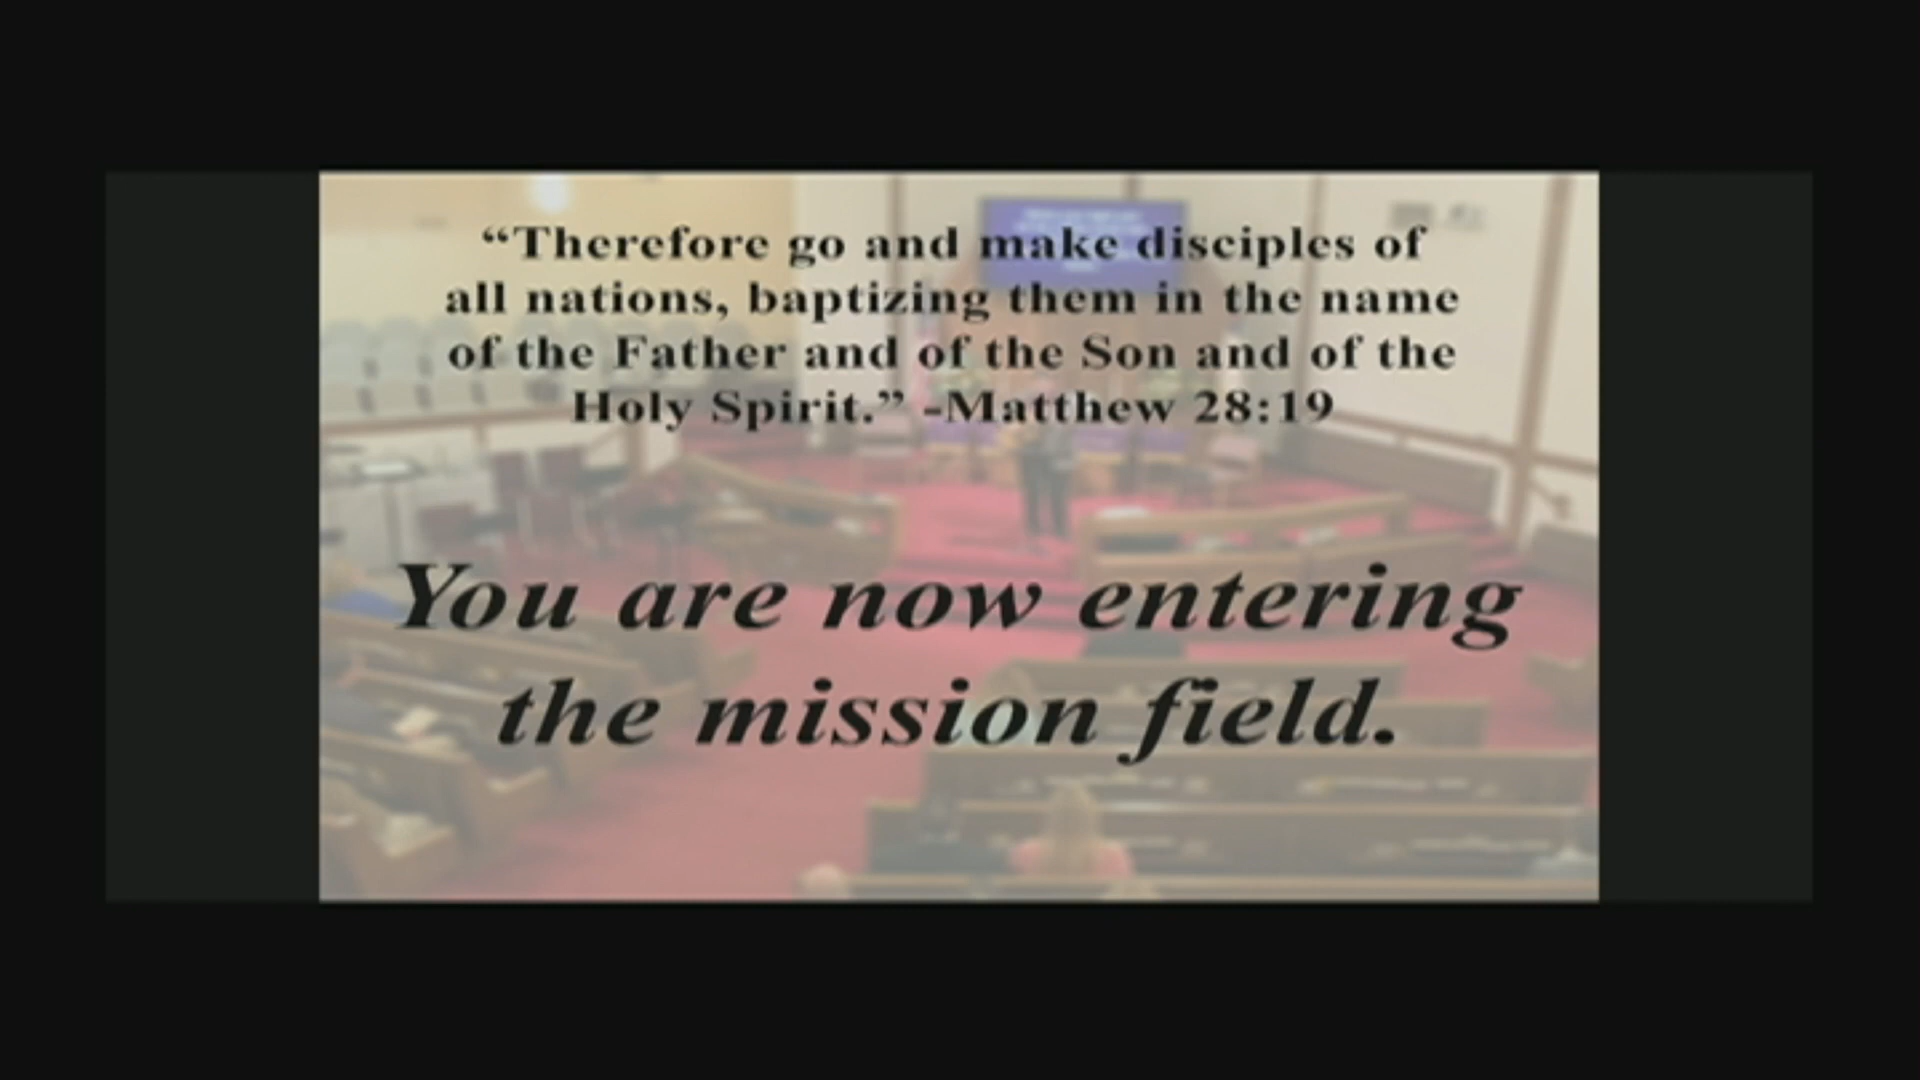 “Therefore go and make disciples of
all nations, baptizing them in the name
of the Father and of the Son and of the
Holy Spirit.” -Matthew 28:19
You are now entering
the mission field.